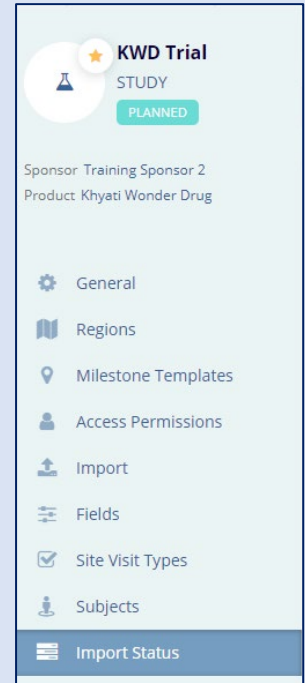 KWD Trial
STUDY
PLANNED
Sponsor Training Sponsor 2
Product Khyati Wonder Drug
General
Regions
Milestone Templates
Access Permissions
Import
Fields
Site Visit Types
Subjects
Import Status